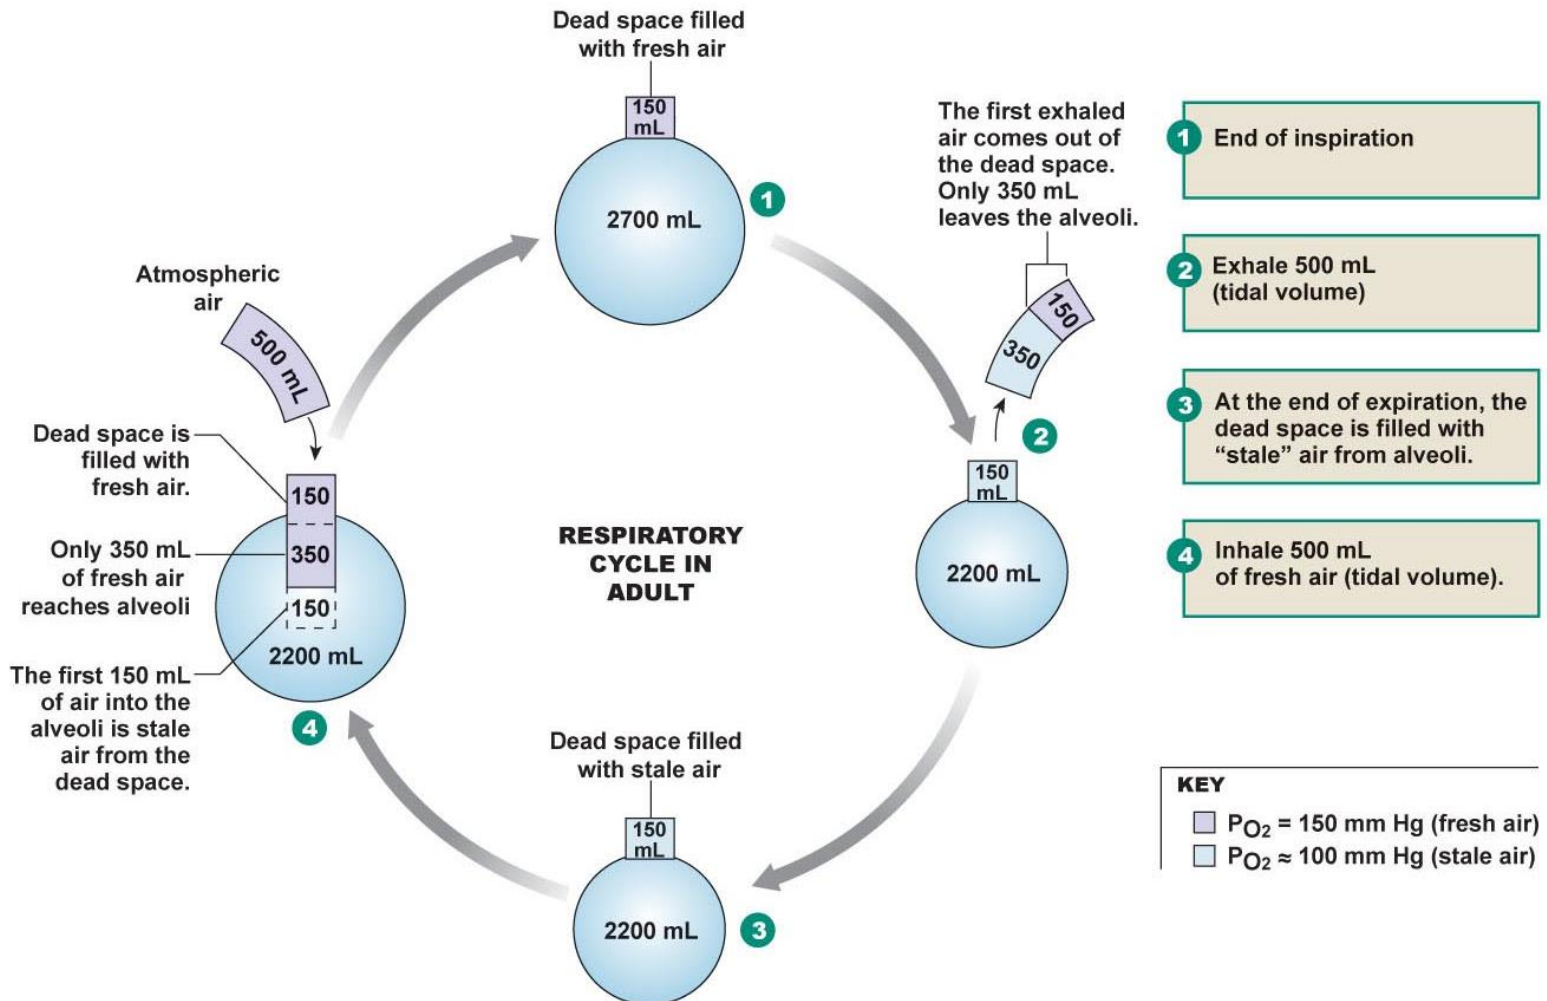 Dead space filled
with fresh air
150
mL
2700 mL
1
The first exhaled
air comes out of
the dead space.
Only 350 mL
leaves the alveoli.
150
350
2
150
mL
2200 mL
Dead space filled
with stale air
150
mL
2200 mL
3
Atmospheric
air
500 mL
Dead space is
filled with
fresh air.
150
Only 350 mL
of fresh air
reaches alveoli
350
150
2200 mL
The first 150 mL
of air into the
alveoli is stale
air from the
dead space.
4
RESPIRATORY
CYCLE IN
ADULT
1 End of inspiration
2 Exhale 500 mL
(tidal volume)
3 At the end of expiration, the
dead space is filled with
“stale” air from alveoli.
4 Inhale 500 mL
of fresh air (tidal volume).
KEY
PO2 = 150 mm Hg (fresh air)
PO2 ≈ 100 mm Hg (stale air)